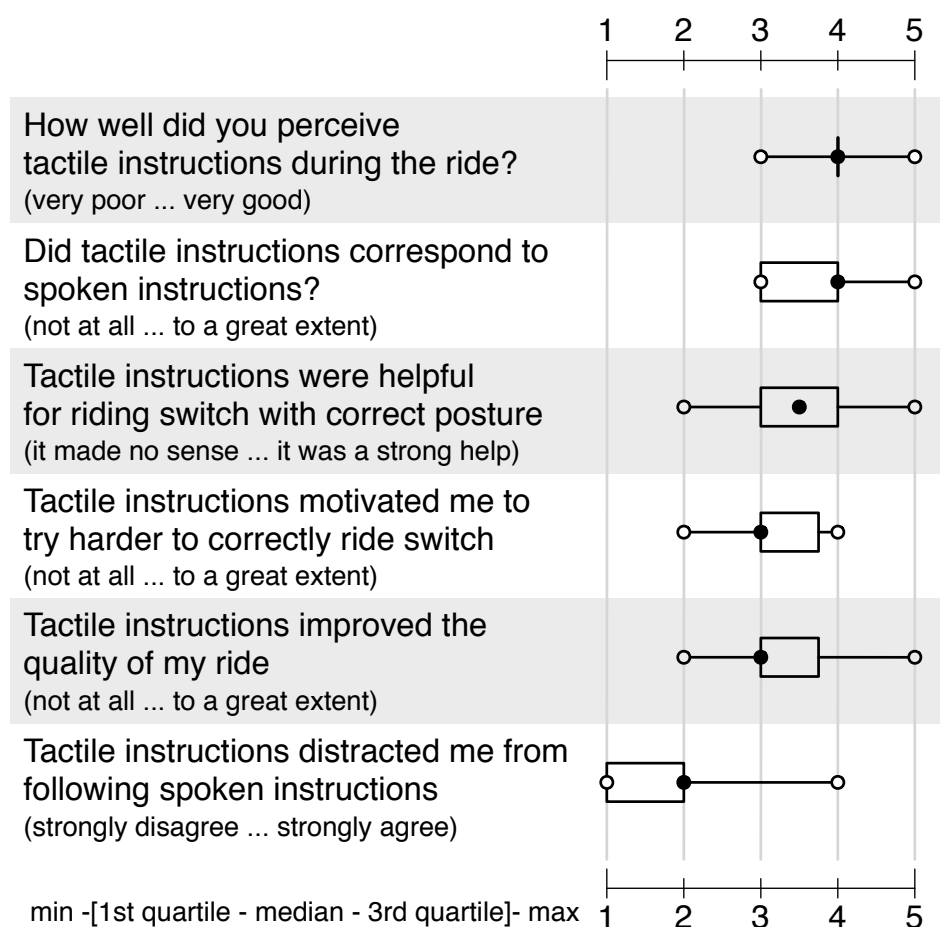 1 2 3 4 5
How well did you perceive
tactile instructions during the ride?
(very poor ... very good)
Did tactile instructions correspond to
spoken instructions?
(not at all ... to a great extent)
Tactile instructions were helpful
for riding switch with correct posture
(it made no sense ... it was a strong help)
Tactile instructions motivated me to
try harder to correctly ride switch
(not at all ... to a great extent)
Tactile instructions improved the
quality of my ride
(not at all ... to a great extent)
Tactile instructions distracted me from
following spoken instructions
(strongly disagree ... strongly agree)
min -[1st quartile - median - 3rd quartile]- max 1 2 3 4 5